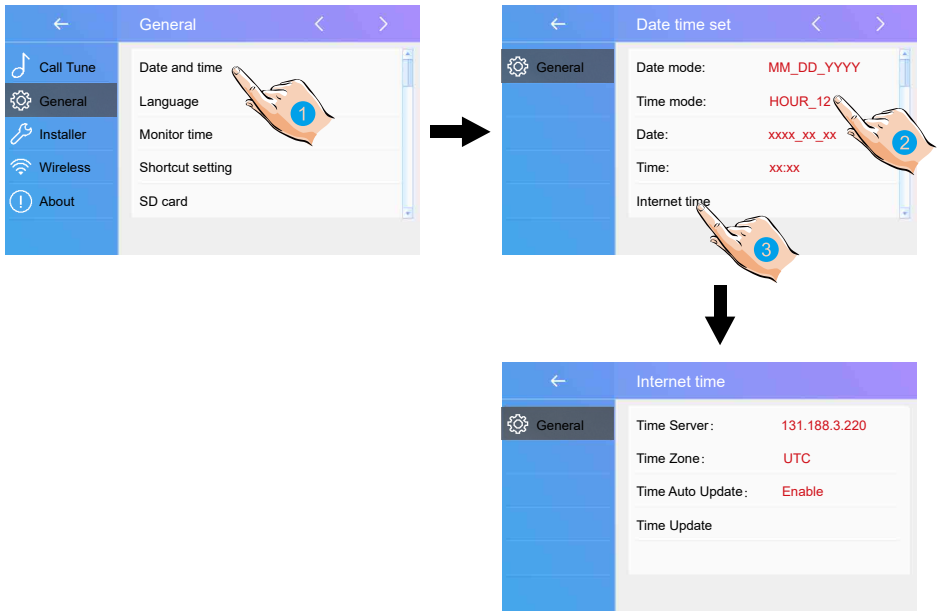 General
Call Tune
General
Installer
Wireless
About
Date and time
Language
Monitor time
Shortcut setting
SD card
1
Date time set
General
Date mode: MM_DD_YYYY
Time mode: HOUR_12
Date: xxxx_xx_xx
Time: xx:xx
Internet time
2
3
Internet time
General
Time Server: 131.188.3.220
Time Zone: UTC
Time Auto Update: Enable
Time Update